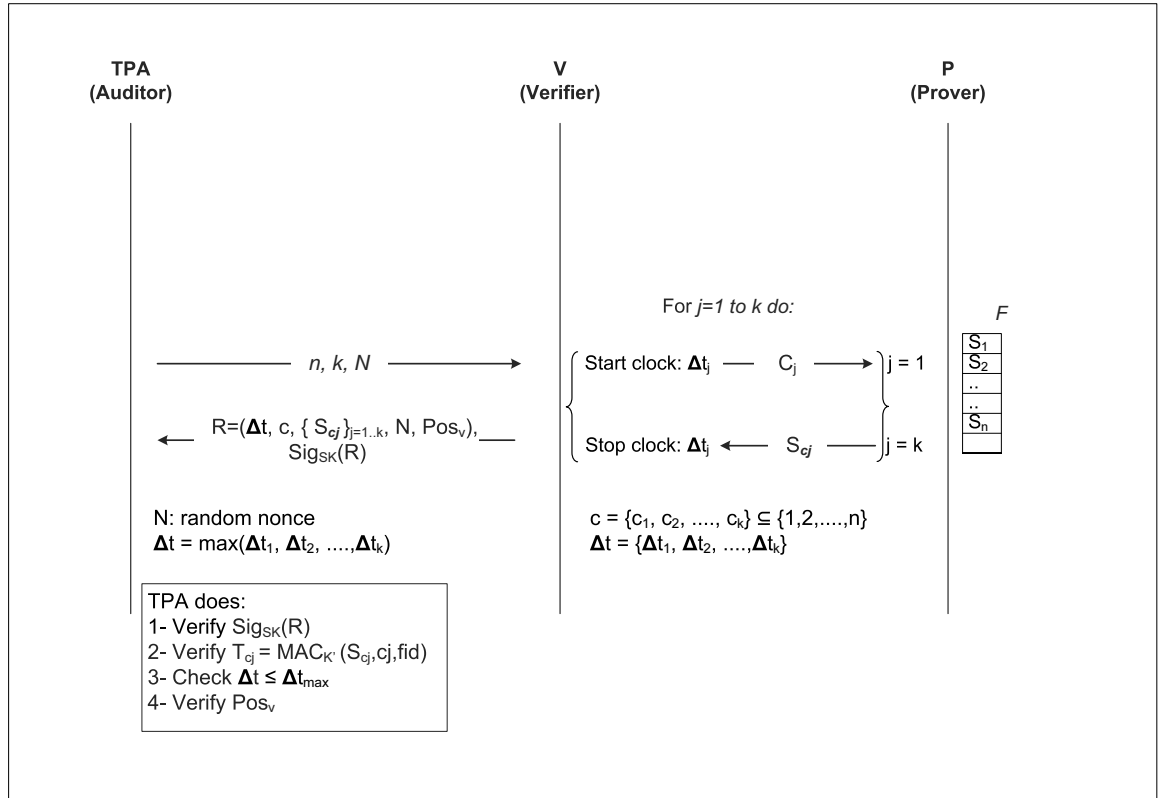 TPA
(Auditor)
V
(Verifier)
P
(Prover)
For j=1 to k do:
F
n, k, N
Start clock: Δtj
Cj
j = 1
S1
S2
..
..
Sn
R=(Δt, c, { Scj }j=1..k, N, Posv),
SigSK(R)
Stop clock: Δtj
Scj
j = k
N: random nonce
Δt = max(Δt1, Δt2, ....,Δtk)
c = {c1, c2, ...., ck} ⊆ {1,2,....,n}
Δt = {Δt1, Δt2, ....,Δtk}
TPA does:
1- Verify SigSK(R)
2- Verify Tcj = MACK' (Scj,cj,fid)
3- Check Δt ≤ Δtmax
4- Verify Posv